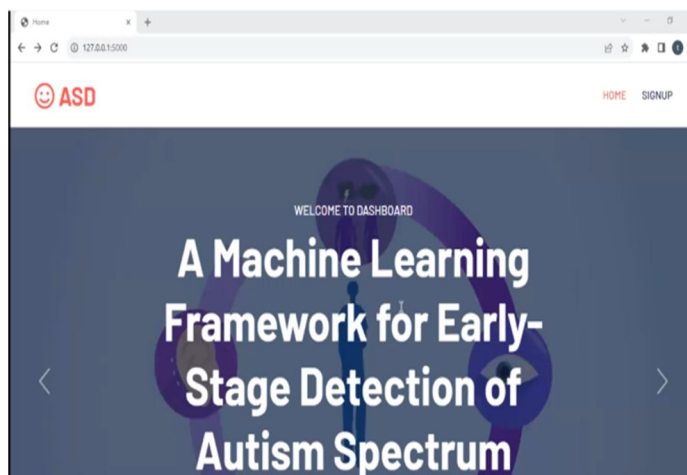 Home
127.0.0.1:5000
ASD
HOME SIGNUP
WELCOME TO DASHBOARD
A Machine Learning
Framework for Early-
Stage Detection of
Autism Spectrum